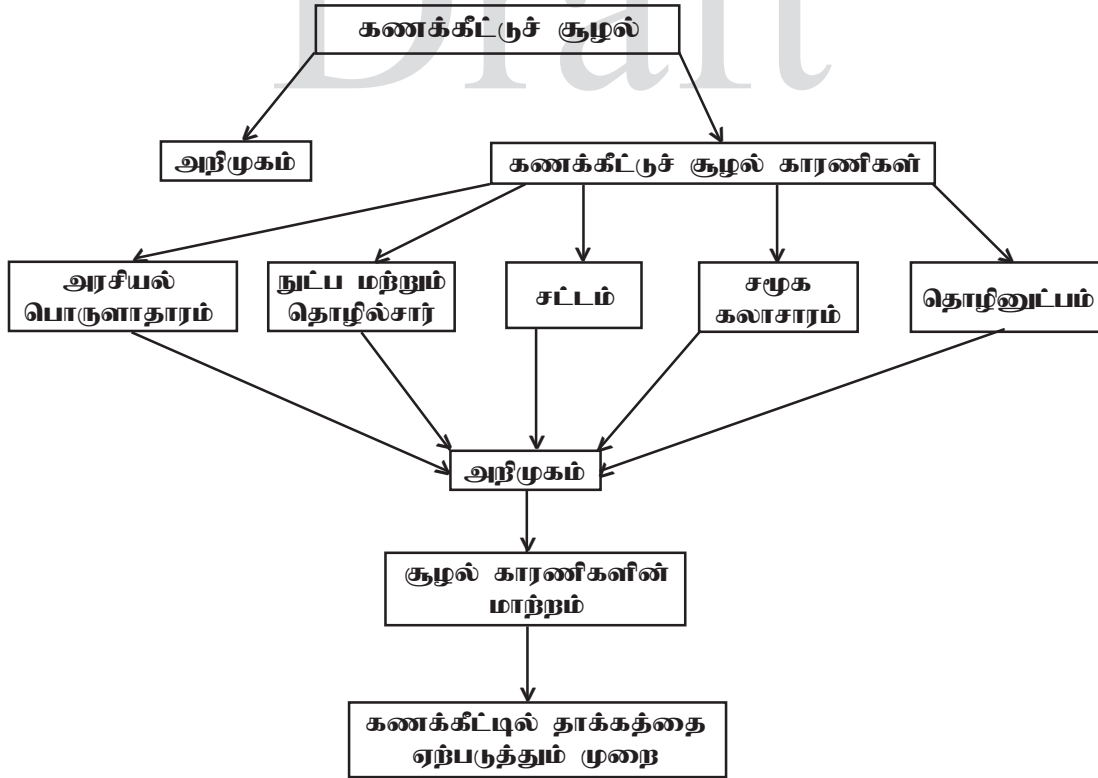 Draft
கணக்கீட்டுச் சூழல்
அறிமுகம்
கணக்கீட்டுச் சூழல் காரணிகள்
அரசியல்
பொருளாதாரம்
நுட்ப மற்றும்
தொழில்சார்
சட்டம்
சமூக
கலாசாரம்
தொழினுட்பம்
அறிமுகம்
சூழல் காரணிகளின்
மாற்றம்
கணக்கீட்டில் தாக்கத்தை
ஏற்படுத்தும் முறை